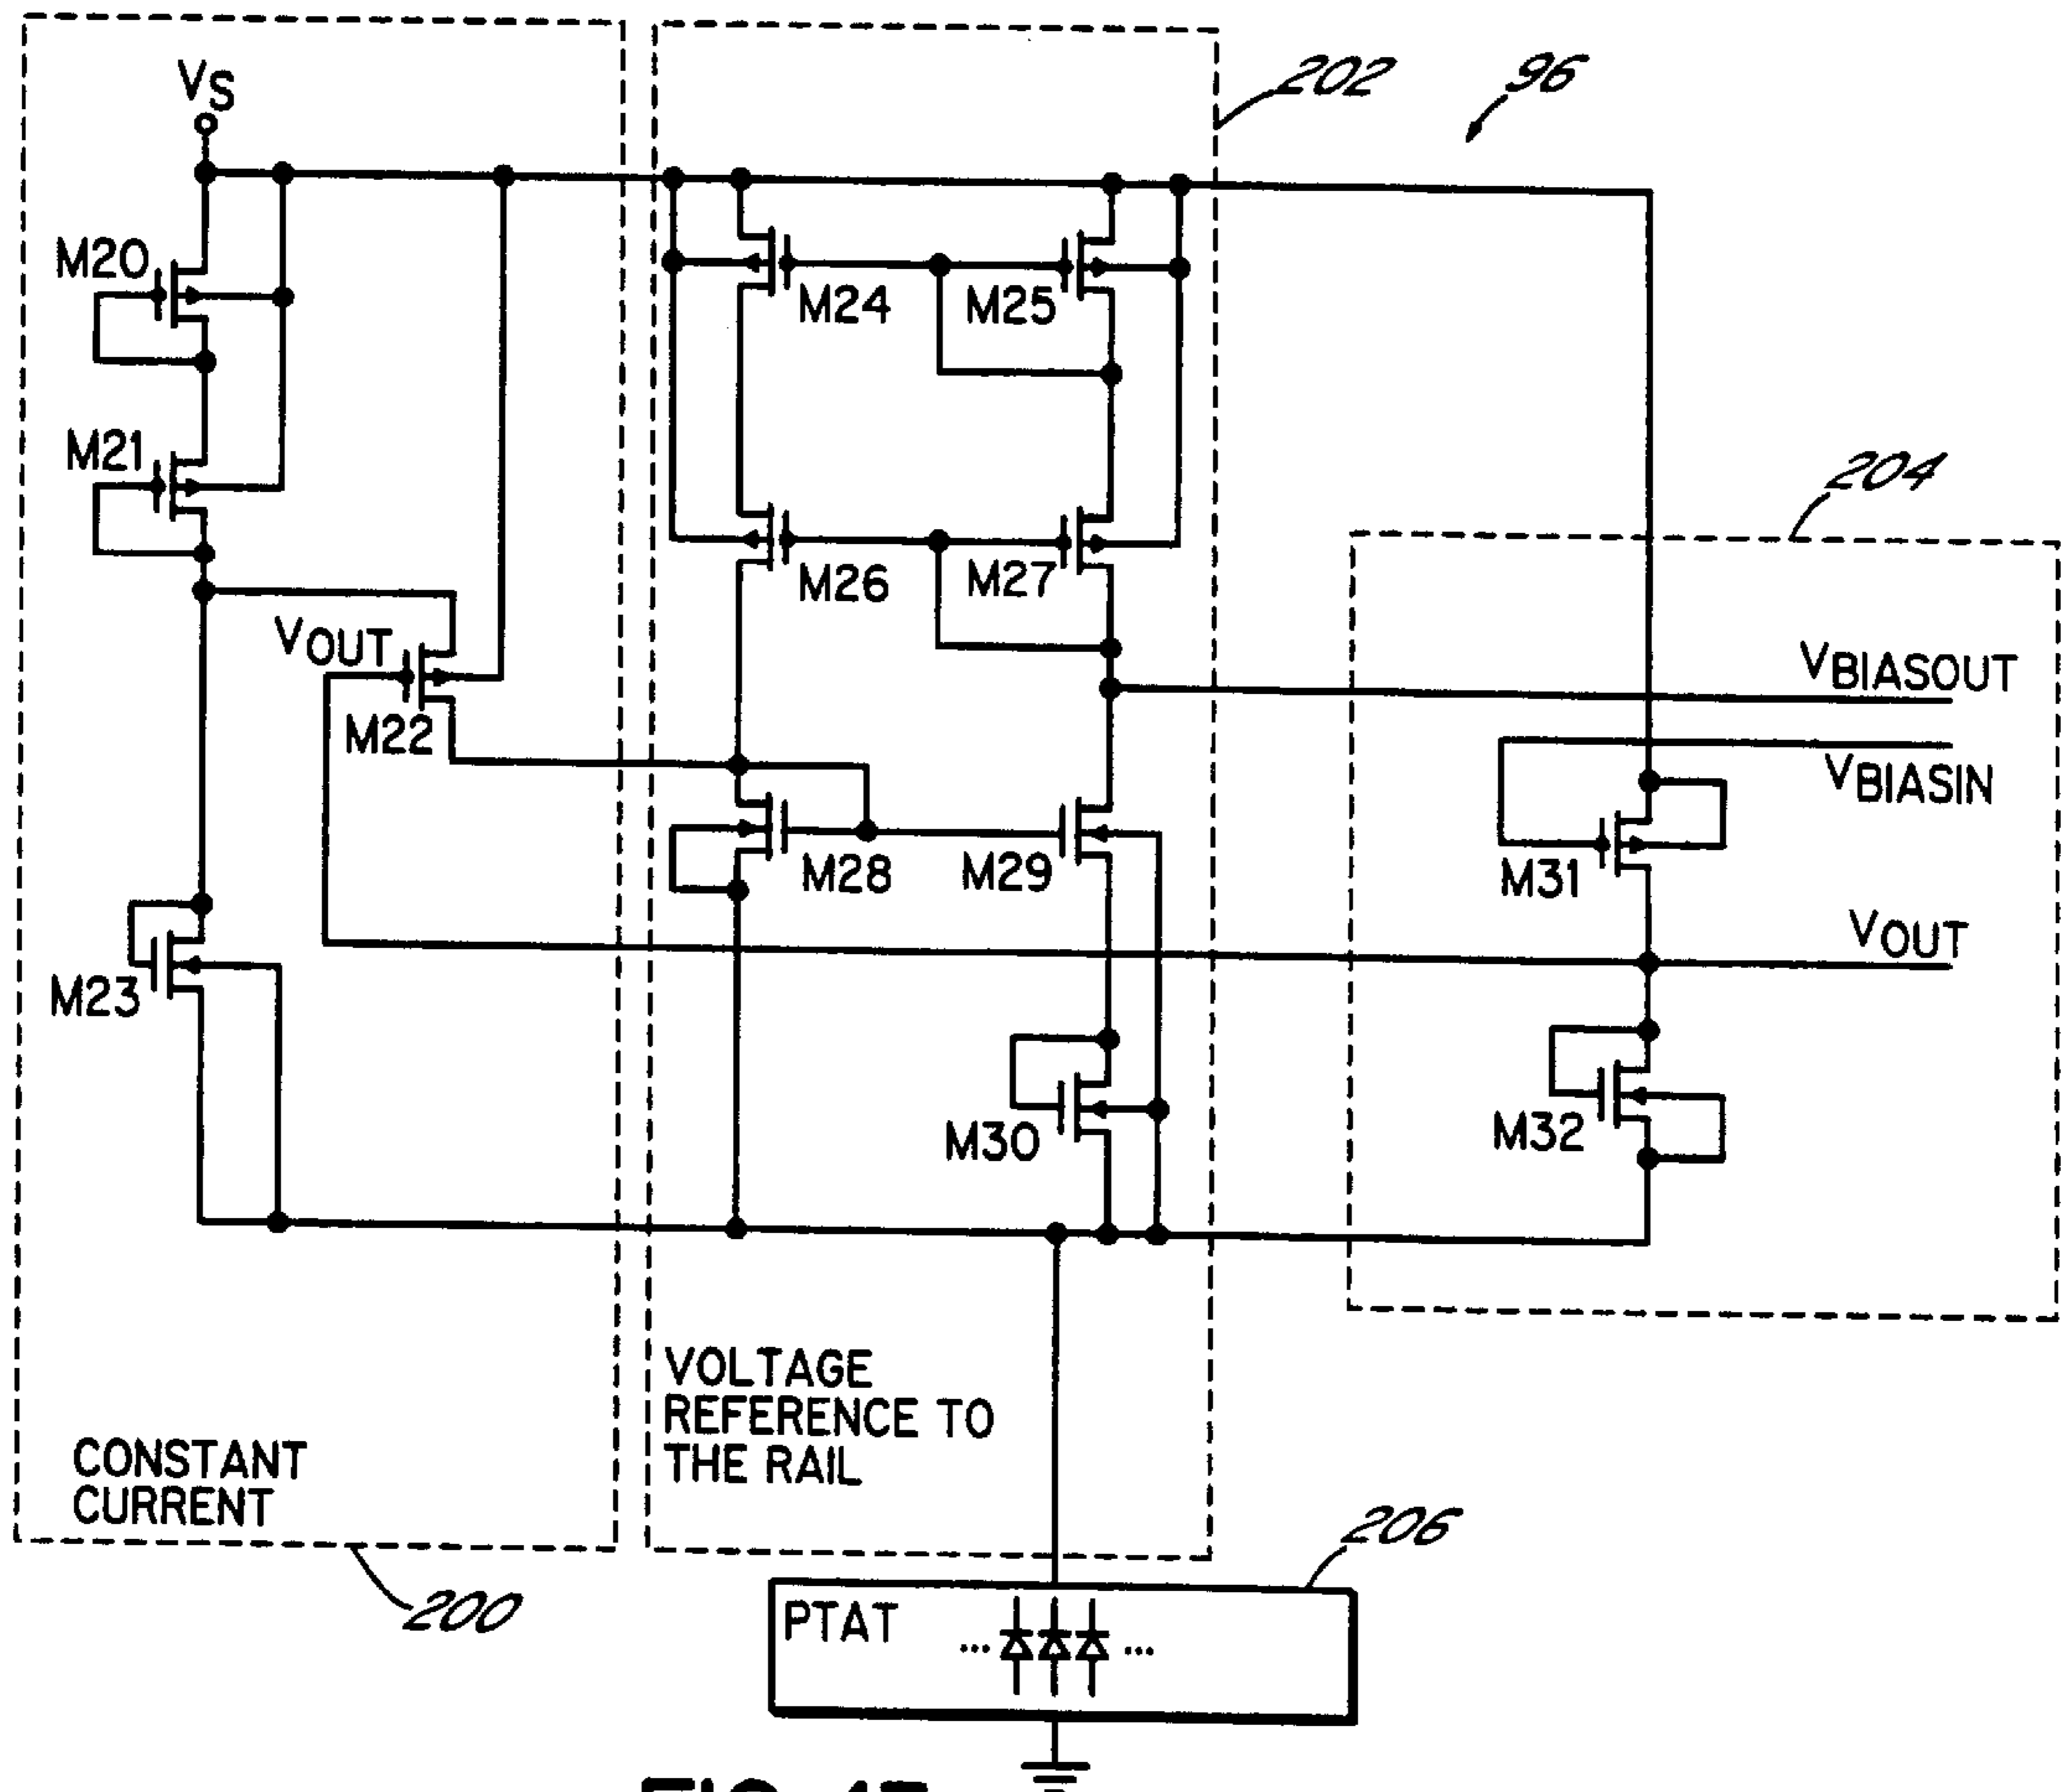 VS
202
96
M20
M24
M25
M21
204
M26
M27
VOUT
VBIASOUT
M22
VBIASIN
M28
M29
M31
VOUT
M23
M30
M32
VOLTAGE
REFERENCE TO
THE RAIL
CONSTANT
CURRENT
206
200
PTAT
... ...